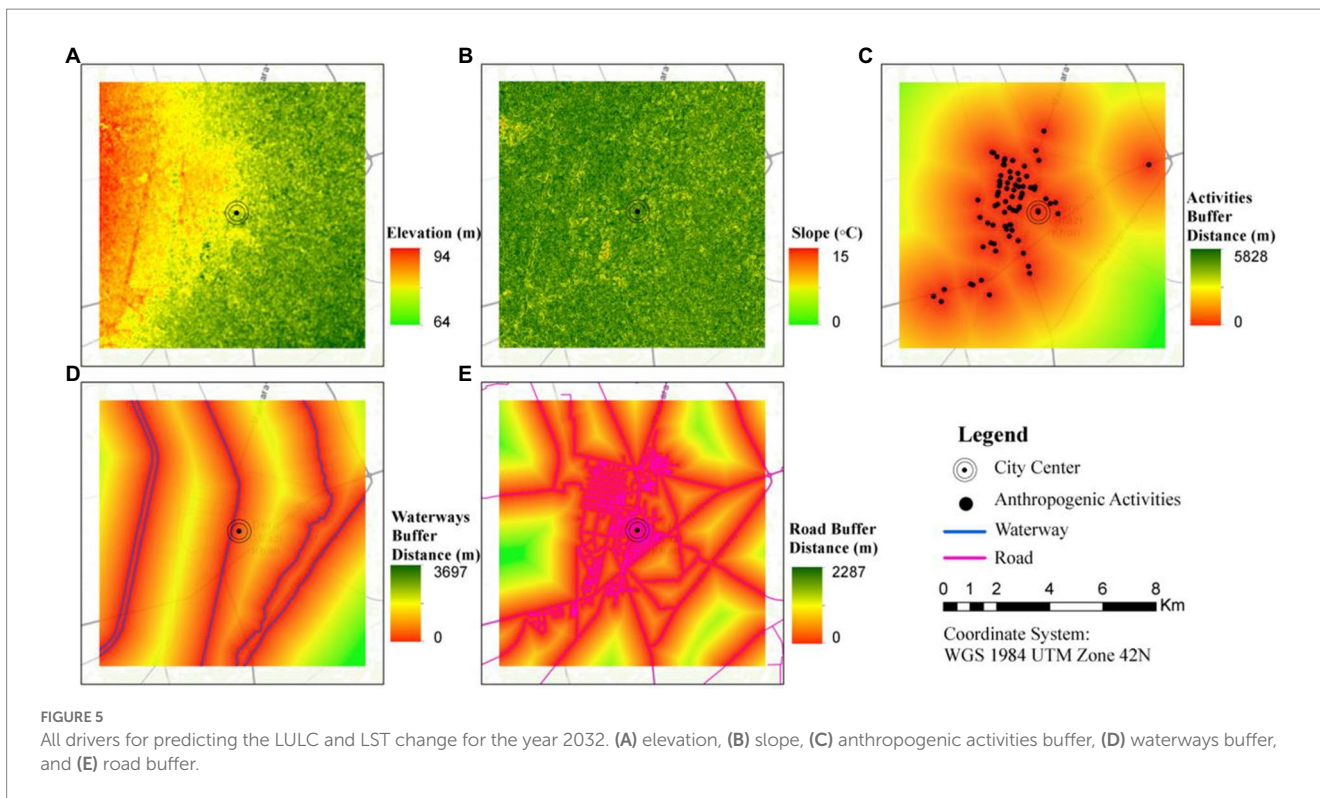 A
B
C
Elevation (m)
94
64
Slope (°C)
15
0
Activities
Buffer
Distance (m)
5828
0
D
E
Waterways
Buffer
Distance (m)
3697
0
Road Buffer
Distance (m)
2287
0
Legend
City Center
Anthropogenic Activities
Waterway
Road
0 1 2 4 6 8 Km
Coordinate System:
WGS 1984 UTM Zone 42N
FIGURE 5
All drivers for predicting the LULC and LST change for the year 2032. (A) elevation, (B) slope, (C) anthropogenic activities buffer, (D) waterways buffer,
and (E) road buffer.